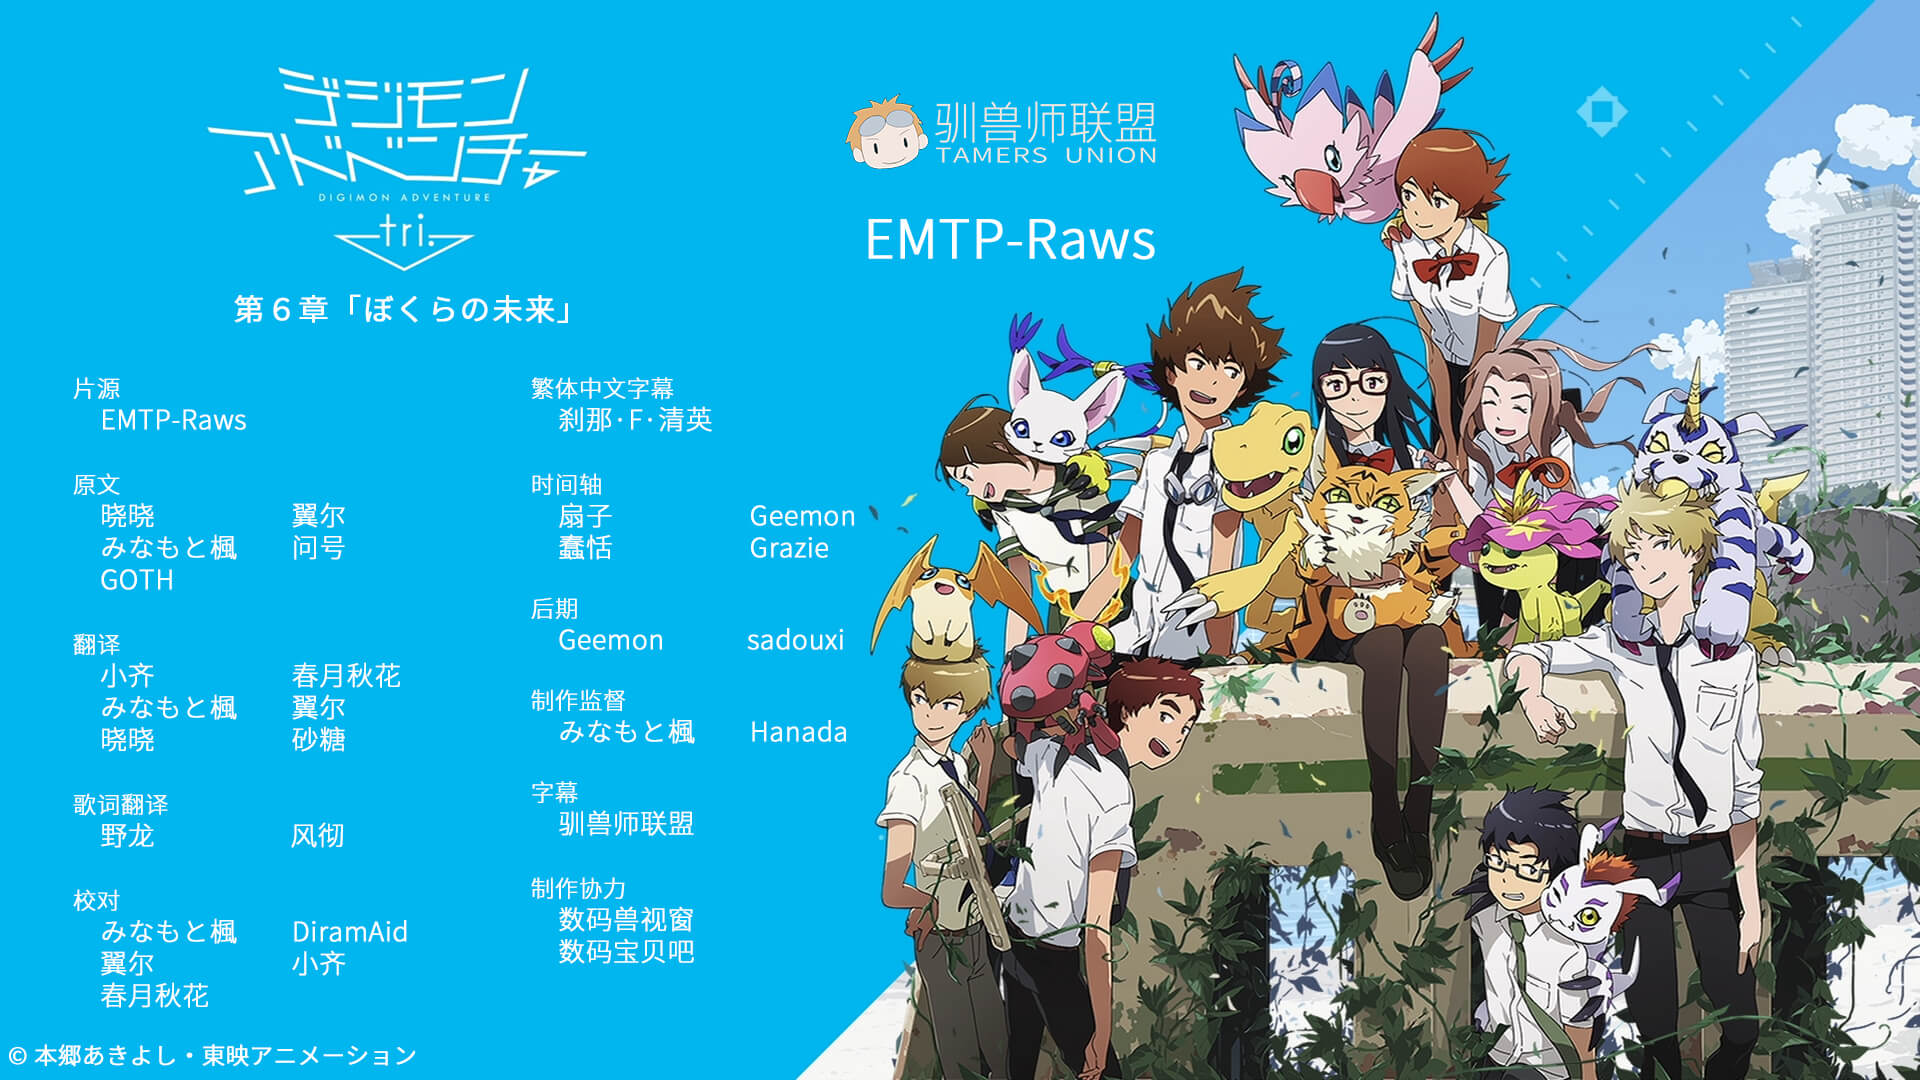 デジモン
アドベンチャー
DIGIMON ADVENTURE
tri.
第６章「ぼくらの未来」
驯兽师联盟
TAMERS UNION
EMTP-Raws
片源
EMTP-Raws
原文
晓晓 翼尔
みなもと楓 问号
GOTH
翻译
小齐 春月秋花
みなもと楓 翼尔
晓晓 砂糖
歌词翻译
野龙 风彻
校对
みなもと楓 DiramAid
翼尔 小齐
春月秋花
繁体中文字幕
刹那·F·清英
时间轴
扇子 Geemon
蠢恬 Grazie
后期
Geemon sadouxi
制作监督
みなもと楓 Hanada
字幕
驯兽师联盟
制作协力
数码兽视窗
数码宝贝吧
© 本郷あきよし・東映アニメーション